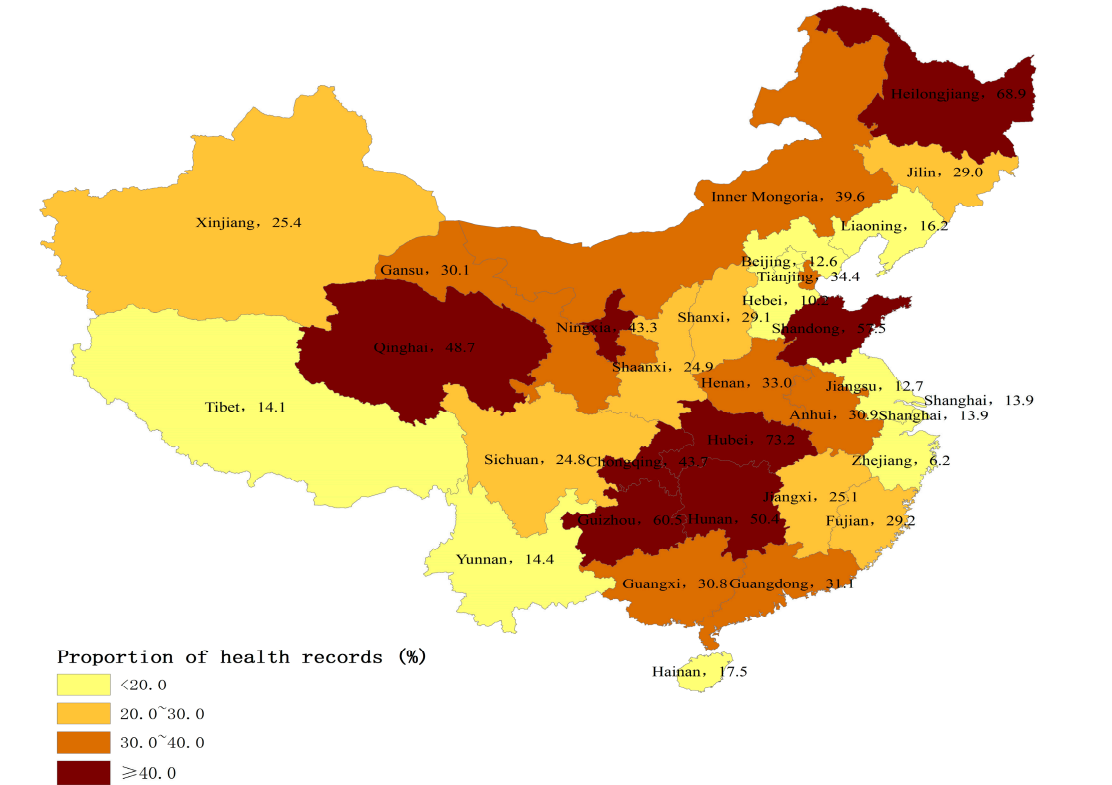 Heilongjiang, 68.9
Jilin, 29.0
Inner Mongoria, 39.6
Xinjiang, 25.4
Liaoning, 16.2
Beijing, 12.6
Gansu, 30.1
Tianjing, 34.4
Hebei, 10.2
Shanxi, 29.1
Ningxia, 43.3
Shandong, 57.5
Qinghai, 48.7
Shaanxi, 24.9
Henan, 33.0
Jiangsu, 12.7
Shanghai, 13.9
Tibet, 14.1
Anhui, 30.9
Shanghai, 13.9
Hubei, 73.2
Sichuan, 24.8
Chongqing, 43.7
Zhejiang, 6.2
Jiangxi, 25.1
Guizhou, 60.5
Hunan, 50.4
Fujian, 29.2
Yunnan, 14.4
Guangxi, 30.8
Guangdong, 31.1
Hainan, 17.5
Proportion of health records (%)
<20.0
20.0~30.0
30.0~40.0
≥40.0